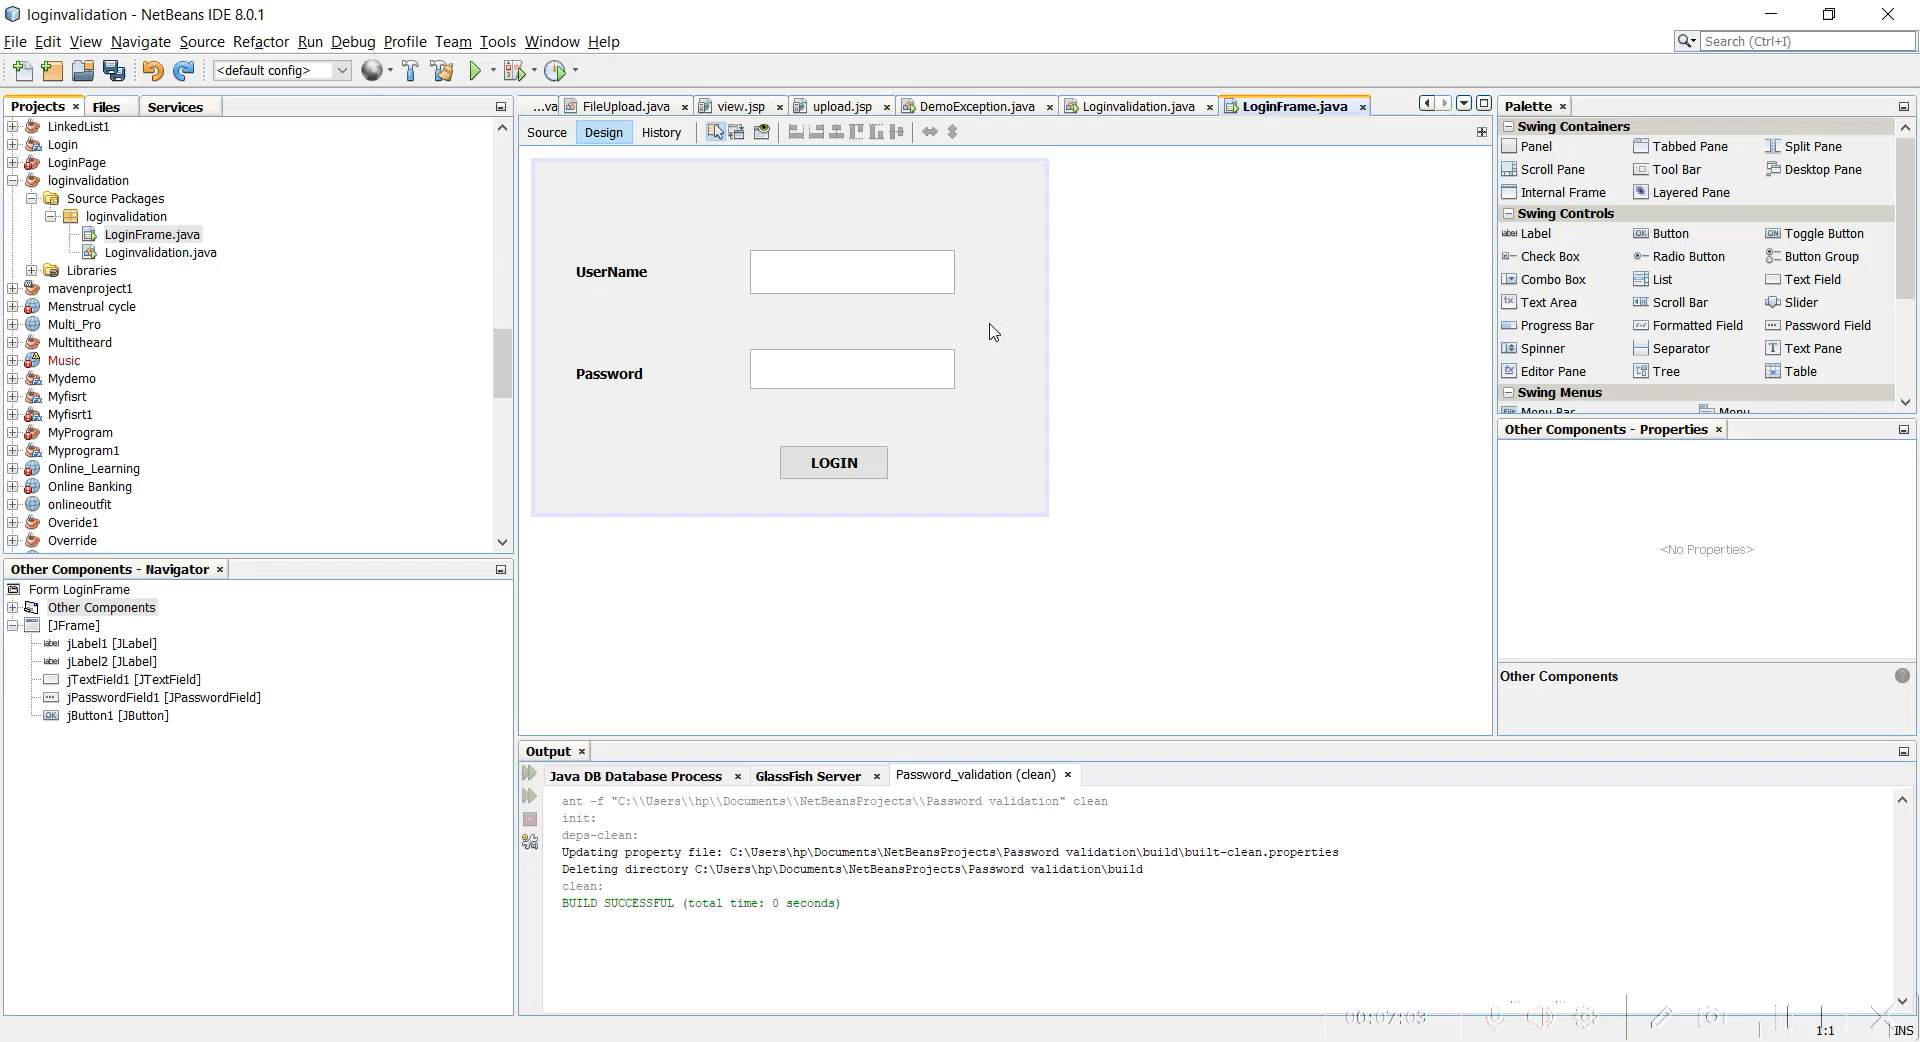 loginvalidation - NetBeans IDE 8.0.1
File Edit View Navigate Source Refactor Run Debug Profile Team Tools Window Help
Search (Ctrl+I)
<default config>
Projects
Files
Services
LinkedList1
Login
LoginPage
loginvalidation
Source Packages
loginvalidation
LoginFrame.java
Loginvalidation.java
Libraries
mavenproject1
Menstrual cycle
Multi_Pro
Multitheard
Music
Mydemo
Myfisrt
Myfisrt1
MyProgram
Myprogram1
Online_Learning
Online Banking
onlineoutfit
Overide1
Override
Other Components - Navigator
Form LoginFrame
Other Components
[JFrame]
jLabel1 [JLabel]
jLabel2 [JLabel]
jTextField1 [JTextField]
jPasswordField1 [JPasswordField]
jButton1 [JButton]
...va FileUpload.java view.jsp upload.jsp DemoException.java Loginvalidation.java LoginFrame.java
Source Design History
UserName
Password
LOGIN
Output
Java DB Database Process
GlassFish Server
Password_validation (clean)
ant -f "C:\\Users\\hp\\Documents\\NetBeansProjects\\Password validation" clean
init:
deps-clean:
Updating property file: C:\Users\hp\Documents\NetBeansProjects\Password validation\build\built-clean.properties
Deleting directory C:\Users\hp\Documents\NetBeansProjects\Password validation\build
clean:
BUILD SUCCESSFUL (total time: 0 seconds)
Palette
Swing Containers
Panel Tabbed Pane Split Pane
Scroll Pane Tool Bar Desktop Pane
Internal Frame Layered Pane
Swing Controls
label Label OK Button ON Toggle Button
Check Box Radio Button Button Group
Combo Box List Text Field
Text Area Scroll Bar Slider
Progress Bar Formatted Field Password Field
Spinner Separator Text Pane
Editor Pane Tree Table
Swing Menus
Menu Bar Menu
Other Components - Properties
<No Properties>
Other Components
00:07:03
1:1
INS